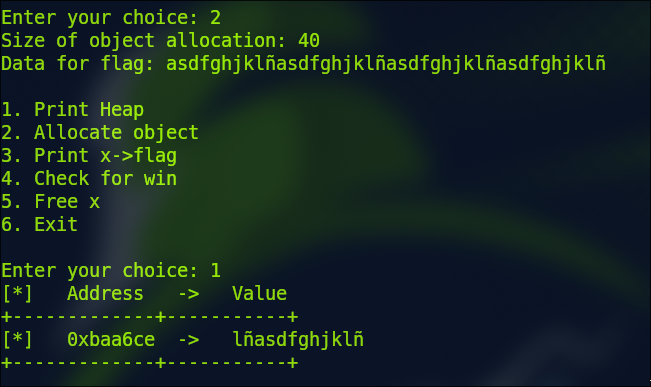 Enter your choice: 2
Size of object allocation: 40
Data for flag: asdfghjklñasdfghjklñasdfghjklñasdfghjklñ
1. Print Heap
2. Allocate object
3. Print x->flag
4. Check for win
5. Free x
6. Exit
Enter your choice: 1
[*]   Address   ->   Value
+-------------+-----------+
[*]   0xbaa6ce  ->   lñasdfghjklñ
+-------------+-----------+